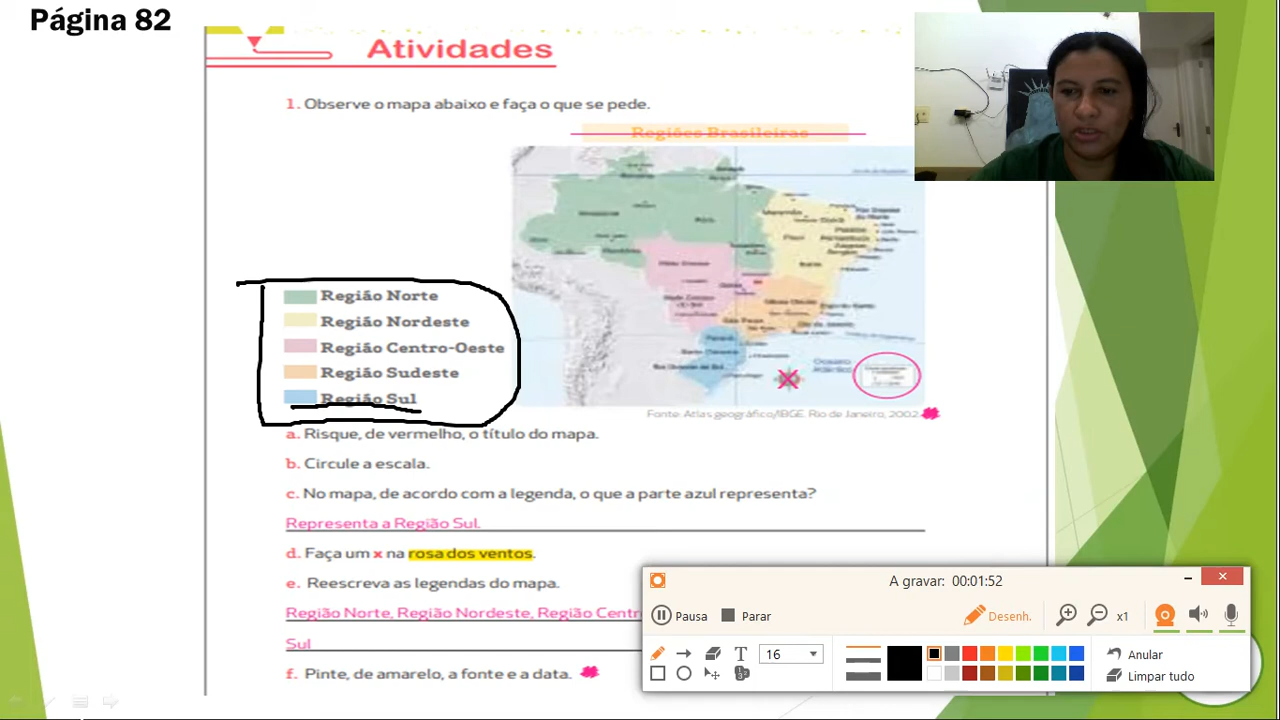 Página 82
Atividades
1. Observe o mapa abaixo e faça o que se pede.
Regiões Brasileiras
Região Norte
Região Nordeste
Região Centro-Oeste
Região Sudeste
Região Sul
Fonte: Atlas geográfico/IBGE. Rio de Janeiro, 2002.
a. Risque, de vermelho, o título do mapa.
b. Circule a escala.
c. No mapa, de acordo com a legenda, o que a parte azul representa?
Representa a Região Sul.
d. Faça um x na rosa dos ventos.
e. Reescreva as legendas do mapa.
Região Norte, Região Nordeste, Região Centr
Sul
f. Pinte, de amarelo, a fonte e a data.
A gravar: 00:01:52
Pausa Parar Desenh. x1
T 16 Anular
Limpar tudo